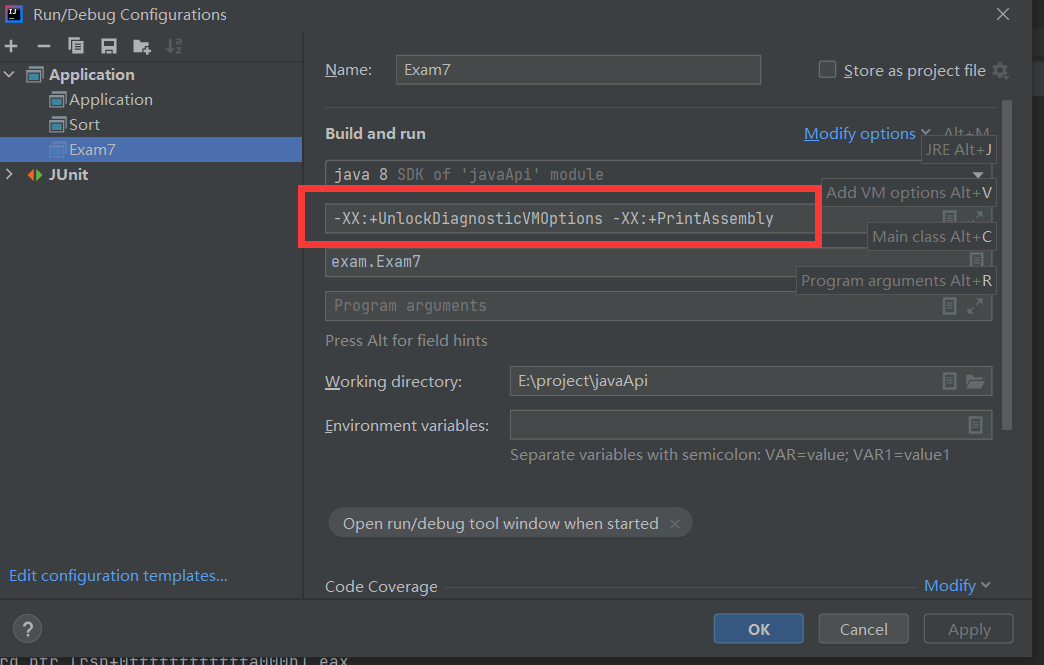 Run/Debug Configurations
Name: Exam7 Store as project file
Application
Application
Sort
Exam7
JUnit
Build and run Modify options Alt+M
JRE Alt+J
java 8 SDK of 'javaApi' module
Add VM options Alt+V
-XX:+UnlockDiagnosticVMOptions -XX:+PrintAssembly
Main class Alt+C
exam.Exam7
Program arguments Alt+R
Program arguments
Press Alt for field hints
Working directory: E:\project\javaApi
Environment variables:
Separate variables with semicolon: VAR=value; VAR1=value1
Open run/debug tool window when started
Edit configuration templates...
Code Coverage Modify
?
OK Cancel Apply